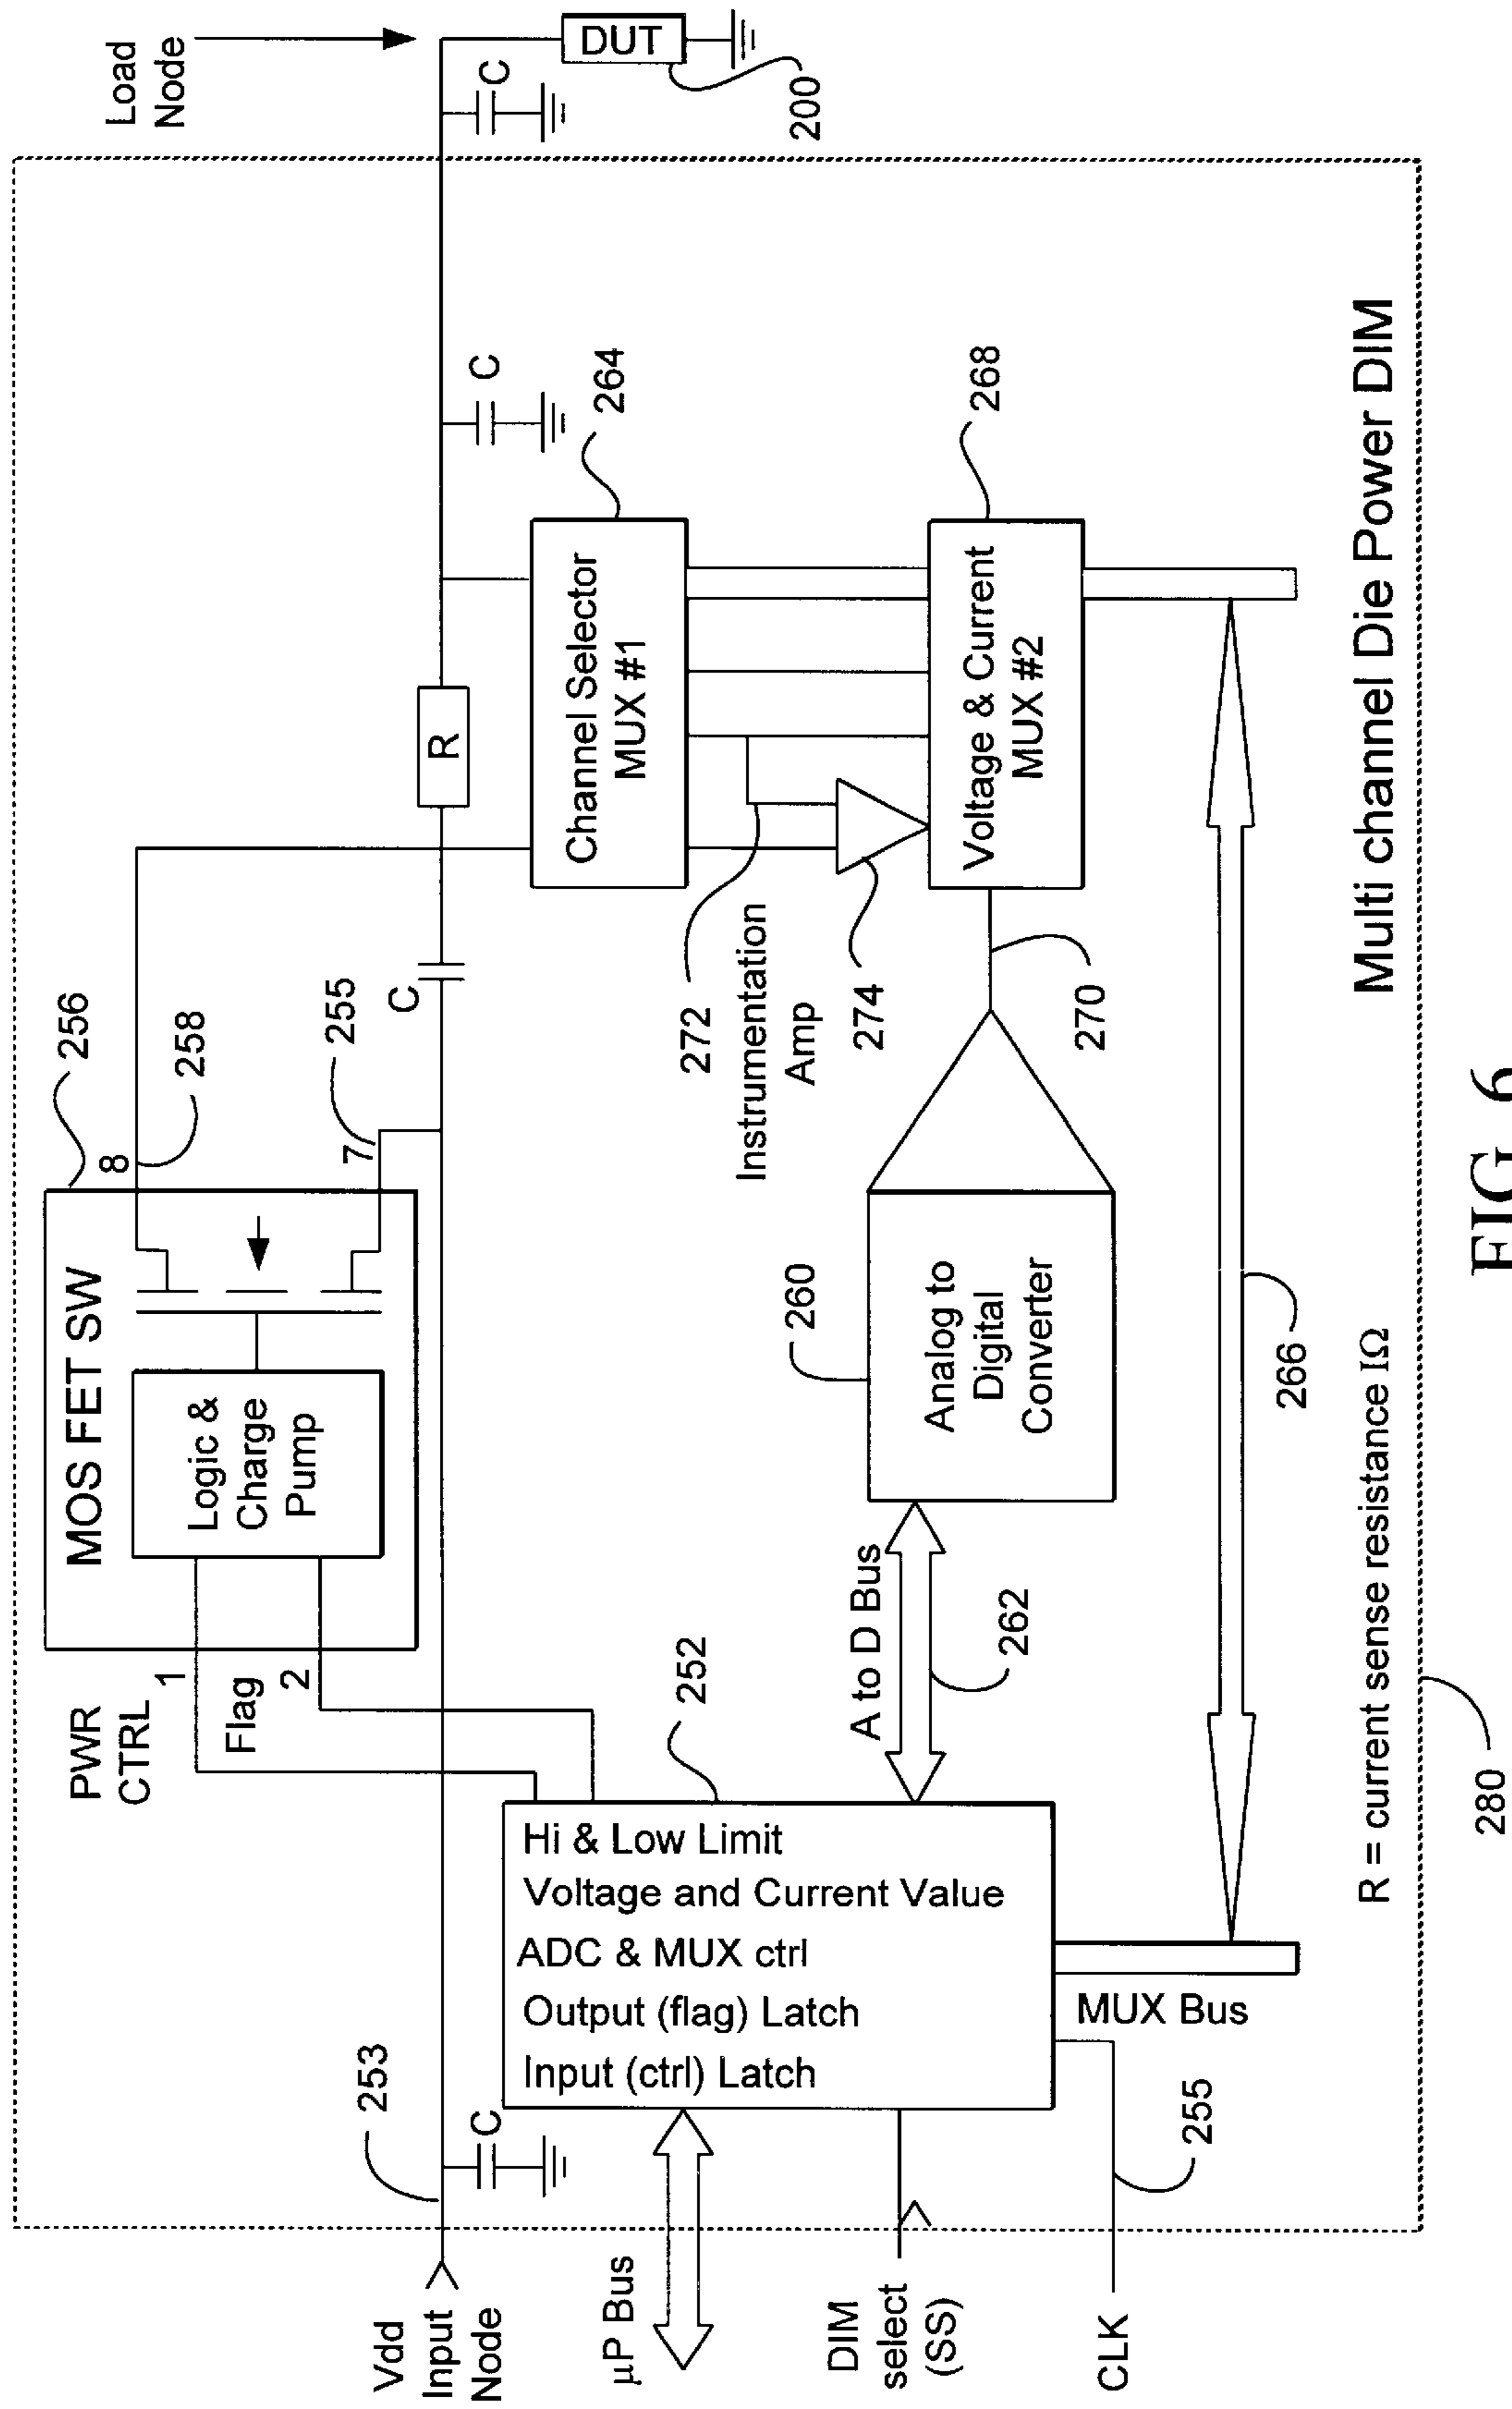 Load
Node
C
DUT
200
C
264
268
256
258
255
8
7
MOS FET SW
Logic &
Charge
Pump
PWR
CTRL
1
Flag
2
C
R
Channel Selector
MUX #1
Voltage & Current
MUX #2
272
Instrumentation
Amp
274
270
260
Analog to
Digital
Converter
A to D Bus
262
266
252
Hi & Low Limit
Voltage and Current Value
ADC & MUX ctrl
Output (flag) Latch
Input (ctrl) Latch
MUX Bus
253
C
255
Vdd
Input
Node
μP Bus
DIM
select
(SS)
CLK
R = current sense resistance IΩ
Multi channel Die Power DIM
280
FIG. 6